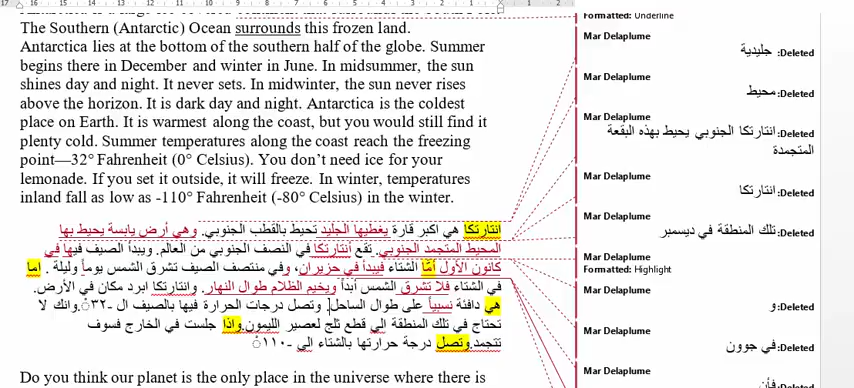 The Southern (Antarctic) Ocean surrounds this frozen land.
Antarctica lies at the bottom of the southern half of the globe. Summer
begins there in December and winter in June. In midsummer, the sun
shines day and night. It never sets. In midwinter, the sun never rises
above the horizon. It is dark day and night. Antarctica is the coldest
place on Earth. It is warmest along the coast, but you would still find it
plenty cold. Summer temperatures along the coast reach the freezing
point—32° Fahrenheit (0° Celsius). You don't need ice for your
lemonade. If you set it outside, it will freeze. In winter, temperatures
inland fall as low as -110° Fahrenheit (-80° Celsius) in the winter.
انتارتكا هي اكبر قارة يغطيها الجليد تحيط بالقطب الجنوبي. وهي أرض يابسة يحيط بها
المحيط المتجمد الجنوبي. تقع أنتارتكا في النصف الجنوبي من العالم. ويبدأ الصيف فيها في
كانون الأول أمّا الشتاء فيبدأ في حزيران، وفي منتصف الصيف تشرق الشمس يوماً وليلة . اما
في الشتاء فلا تشرق الشمس أبداً ويخيم الظلام طوال النهار. وانتارتكا ابرد مكان في الأرض.
هي دافئة نسبياً على طوال الساحل. وتصل درجات الحرارة فيها بالصيف ال -٣٢ْ.وانك لا
تحتاج في تلك المنطقة الي قطع ثلج لعصير الليمون.واذا جلست في الخارج فسوف
تتجمد.وتصل درجة حرارتها بالشتاء الي -١١٠ْ
Do you think our planet is the only place in the universe where there is
Formatted: Underline
Mar Delaplume
Deleted: جليدية
Mar Delaplume
Deleted: محيط
Mar Delaplume
Deleted: انتارتكا الجنوبي يحيط بهذه البقعة
المتجمدة
Mar Delaplume
Deleted: انتارتكا
Mar Delaplume
Deleted: تلك المنطقة في ديسمبر
Mar Delaplume
Formatted: Highlight
Mar Delaplume
Deleted: و
Mar Delaplume
Deleted: في جوون
Mar Delaplume